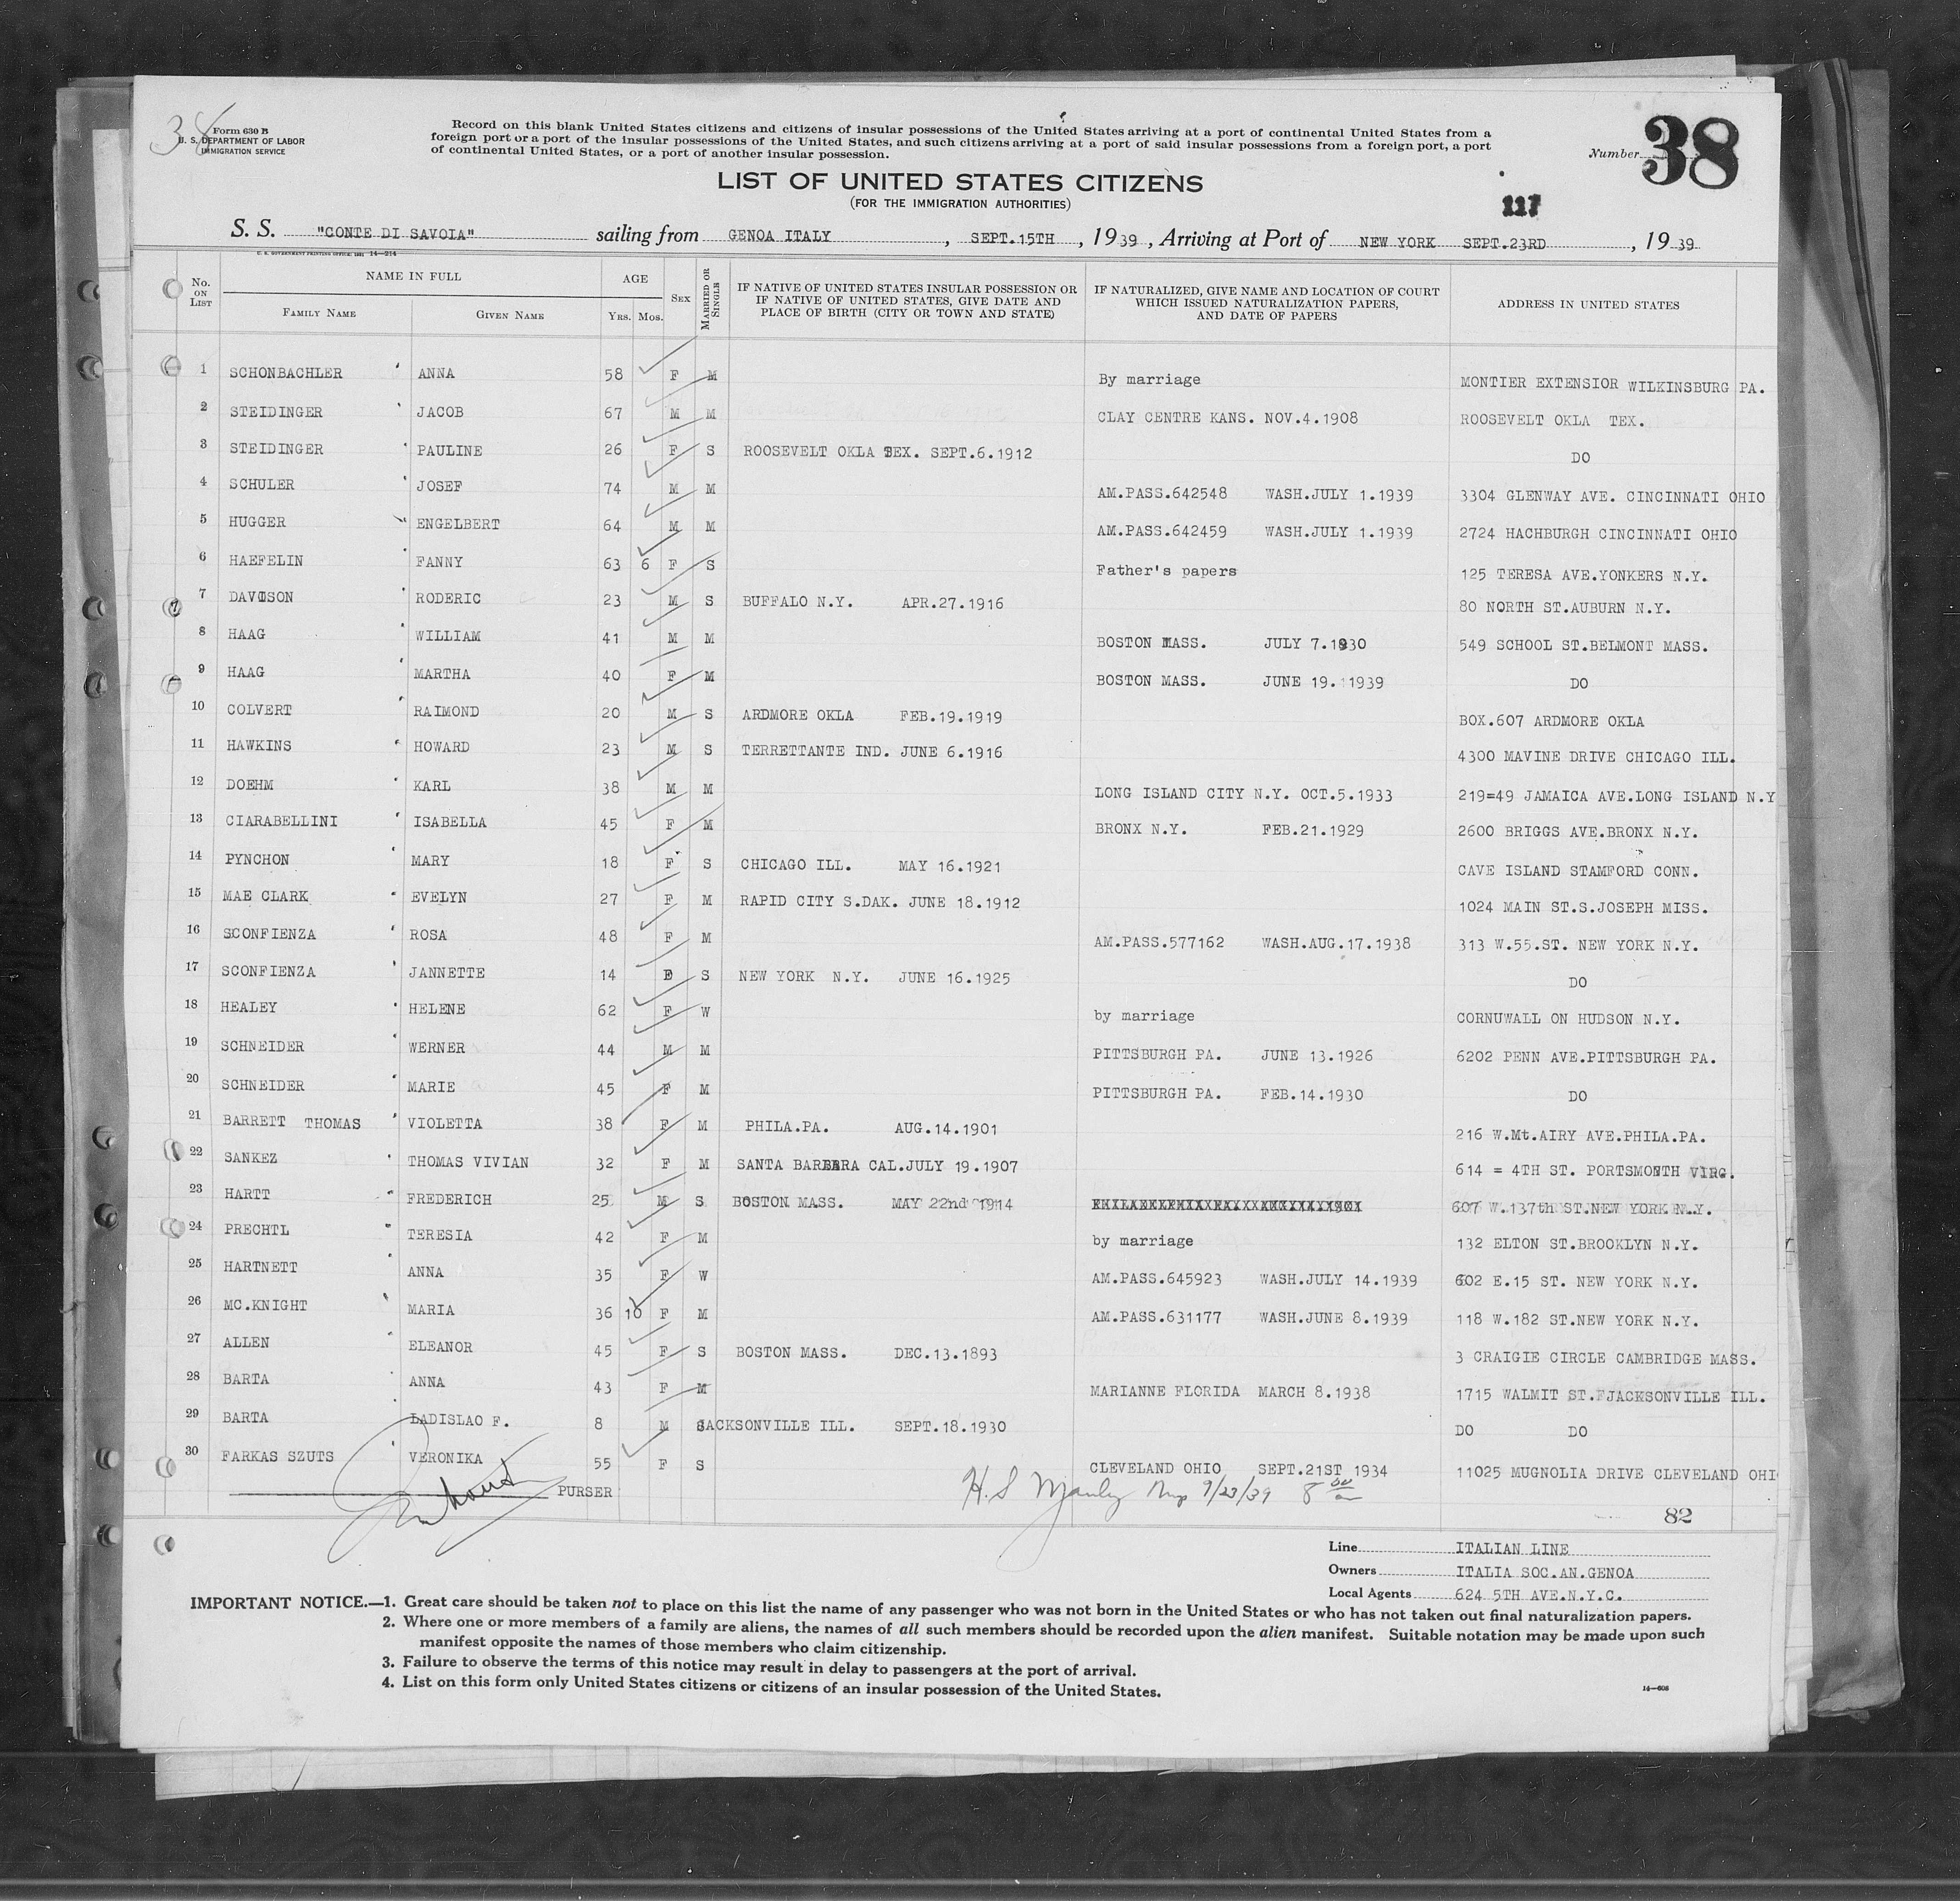 38
Form 630 B
U. S. DEPARTMENT OF LABOR
IMMIGRATION SERVICE
Record on this blank United States citizens and citizens of insular possessions of the United States arriving at a port of continental United States from a
foreign port or a port of the insular possessions of the United States, and such citizens arriving at a port of said insular possessions from a foreign port, a port
of continental United States, or a port of another insular possession.
Number 38
LIST OF UNITED STATES CITIZENS
(FOR THE IMMIGRATION AUTHORITIES)
117
S. S. "CONTE DI SAVOIA" sailing from GENOA ITALY, SEPT.15TH, 1939, Arriving at Port of NEW YORK SEPT.23RD, 1939
U. S. GOVERNMENT PRINTING OFFICE: 1931 14-214
No. ON LIST NAME IN FULL FAMILY NAME GIVEN NAME AGE YRS. MOS. SEX MARRIED OR SINGLE IF NATIVE OF UNITED STATES INSULAR POSSESSION OR IF NATIVE OF UNITED STATES, GIVE DATE AND PLACE OF BIRTH (CITY OR TOWN AND STATE) IF NATURALIZED, GIVE NAME AND LOCATION OF COURT WHICH ISSUED NATURALIZATION PAPERS, AND DATE OF PAPERS ADDRESS IN UNITED STATES
1 SCHONBACHLER ANNA 58 F M By marriage MONTIER EXTENSIOR WILKINSBURG PA.
2 STEIDINGER JACOB 67 M M CLAY CENTRE KANS. NOV.4.1908 ROOSEVELT OKLA TEX.
3 STEIDINGER PAULINE 26 F S ROOSEVELT OKLA TEX. SEPT.6.1912 DO
4 SCHULER JOSEF 74 M M AM.PASS.642548 WASH.JULY 1.1939 3304 GLENWAY AVE. CINCINNATI OHIO
5 HUGGER ENGELBERT 64 M M AM.PASS.642459 WASH.JULY 1.1939 2724 HACHBURGH CINCINNATI OHIO
6 HAEFELIN FANNY 63 6 F S Father's papers 125 TERESA AVE.YONKERS N.Y.
7 DAVISON RODERIC 23 M S BUFFALO N.Y. APR.27.1916 80 NORTH ST.AUBURN N.Y.
8 HAAG WILLIAM 41 M M BOSTON MASS. JULY 7.1930 549 SCHOOL ST.BELMONT MASS.
9 HAAG MARTHA 40 F M BOSTON MASS. JUNE 19.1939 DO
10 COLVERT RAIMOND 20 M S ARDMORE OKLA FEB.19.1919 BOX.607 ARDMORE OKLA
11 HAWKINS HOWARD 23 M S TERRETTANTE IND. JUNE 6.1916 4300 MAVINE DRIVE CHICAGO ILL.
12 DOEHM KARL 38 M M LONG ISLAND CITY N.Y. OCT.5.1933 219=49 JAMAICA AVE.LONG ISLAND N.Y
13 CIARABELLINI ISABELLA 45 F M BRONX N.Y. FEB.21.1929 2600 BRIGGS AVE.BRONX N.Y.
14 PYNCHON MARY 18 F S CHICAGO ILL. MAY 16.1921 CAVE ISLAND STAMFORD CONN.
15 MAE CLARK EVELYN 27 F M RAPID CITY S.DAK. JUNE 18.1912 1024 MAIN ST.S.JOSEPH MISS.
16 SCONFIENZA ROSA 48 F M AM.PASS.577162 WASH.AUG.17.1938 313 W.55.ST. NEW YORK N.Y.
17 SCONFIENZA JANNETTE 14 F S NEW YORK N.Y. JUNE 16.1925 DO
18 HEALEY HELENE 62 F W by marriage CORNUWALL ON HUDSON N.Y.
19 SCHNEIDER WERNER 44 M M PITTSBURGH PA. JUNE 13.1926 6202 PENN AVE.PITTSBURGH PA.
20 SCHNEIDER MARIE 45 F M PITTSBURGH PA. FEB.14.1930 DO
21 BARRETT THOMAS VIOLETTA 38 F M PHILA.PA. AUG.14.1901 216 W.Mt.AIRY AVE.PHILA.PA.
22 SANKEZ THOMAS VIVIAN 32 F M SANTA BARBARA CAL.JULY 19.1907 614 = 4TH ST. PORTSMONTH VIRG.
23 HARTT FREDERICH 25 M S BOSTON MASS. MAY 22nd 1914 607 W.137th ST.NEW YORK N.Y.
24 PRECHTL TERESIA 42 F M by marriage 132 ELTON ST.BROOKLYN N.Y.
25 HARTNETT ANNA 35 F W AM.PASS.645923 WASH.JULY 14.1939 602 E.15 ST. NEW YORK N.Y.
26 MC.KNIGHT MARIA 36 10 F M AM.PASS.631177 WASH.JUNE 8.1939 118 W.182 ST.NEW YORK N.Y.
27 ALLEN ELEANOR 45 F S BOSTON MASS. DEC.13.1893 3 CRAIGIE CIRCLE CAMBRIDGE MASS.
28 BARTA ANNA 43 F M MARIANNE FLORIDA MARCH 8.1938 1715 WALMIT ST.FJACKSONVILLE ILL.
29 BARTA LADISLAO F. 8 M S JACKSONVILLE ILL. SEPT.18.1930 DO DO
30 FARKAS SZUTS VERONIKA 55 F S CLEVELAND OHIO SEPT.21ST 1934 11025 MUGNOLIA DRIVE CLEVELAND OHI
PURSER H.S Manly 9/23/39 8 00
82
Line ITALIAN LINE
Owners ITALIA SOC.AN.GENOA
Local Agents 624 5TH AVE.N.Y.C.
IMPORTANT NOTICE.—1. Great care should be taken not to place on this list the name of any passenger who was not born in the United States or who has not taken out final naturalization papers.
2. Where one or more members of a family are aliens, the names of all such members should be recorded upon the alien manifest. Suitable notation may be made upon such
manifest opposite the names of those members who claim citizenship.
3. Failure to observe the terms of this notice may result in delay to passengers at the port of arrival.
4. List on this form only United States citizens or citizens of an insular possession of the United States.
14—608